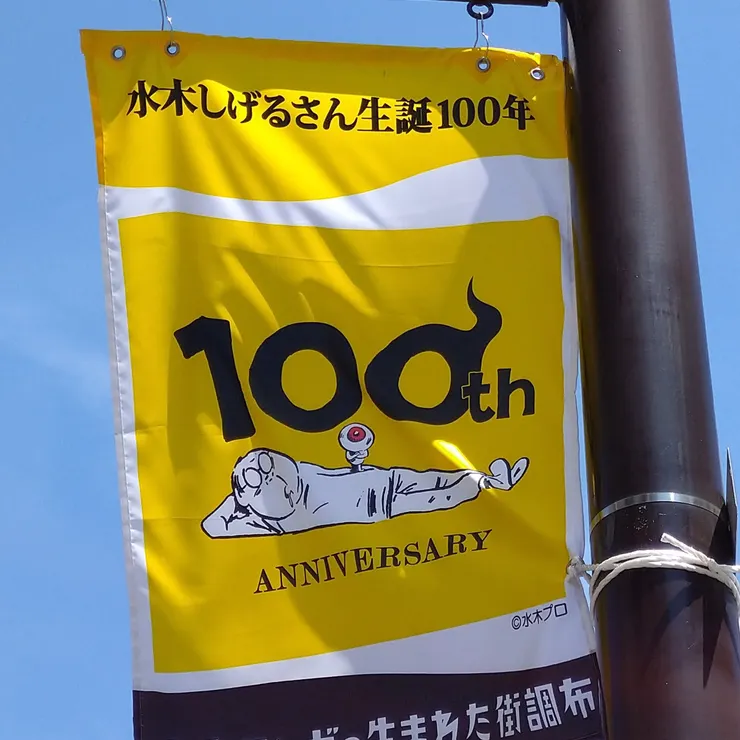 水木しげるさん生誕100年
100th
ANNIVERSARY
©水木プロ
の生まれた街調布